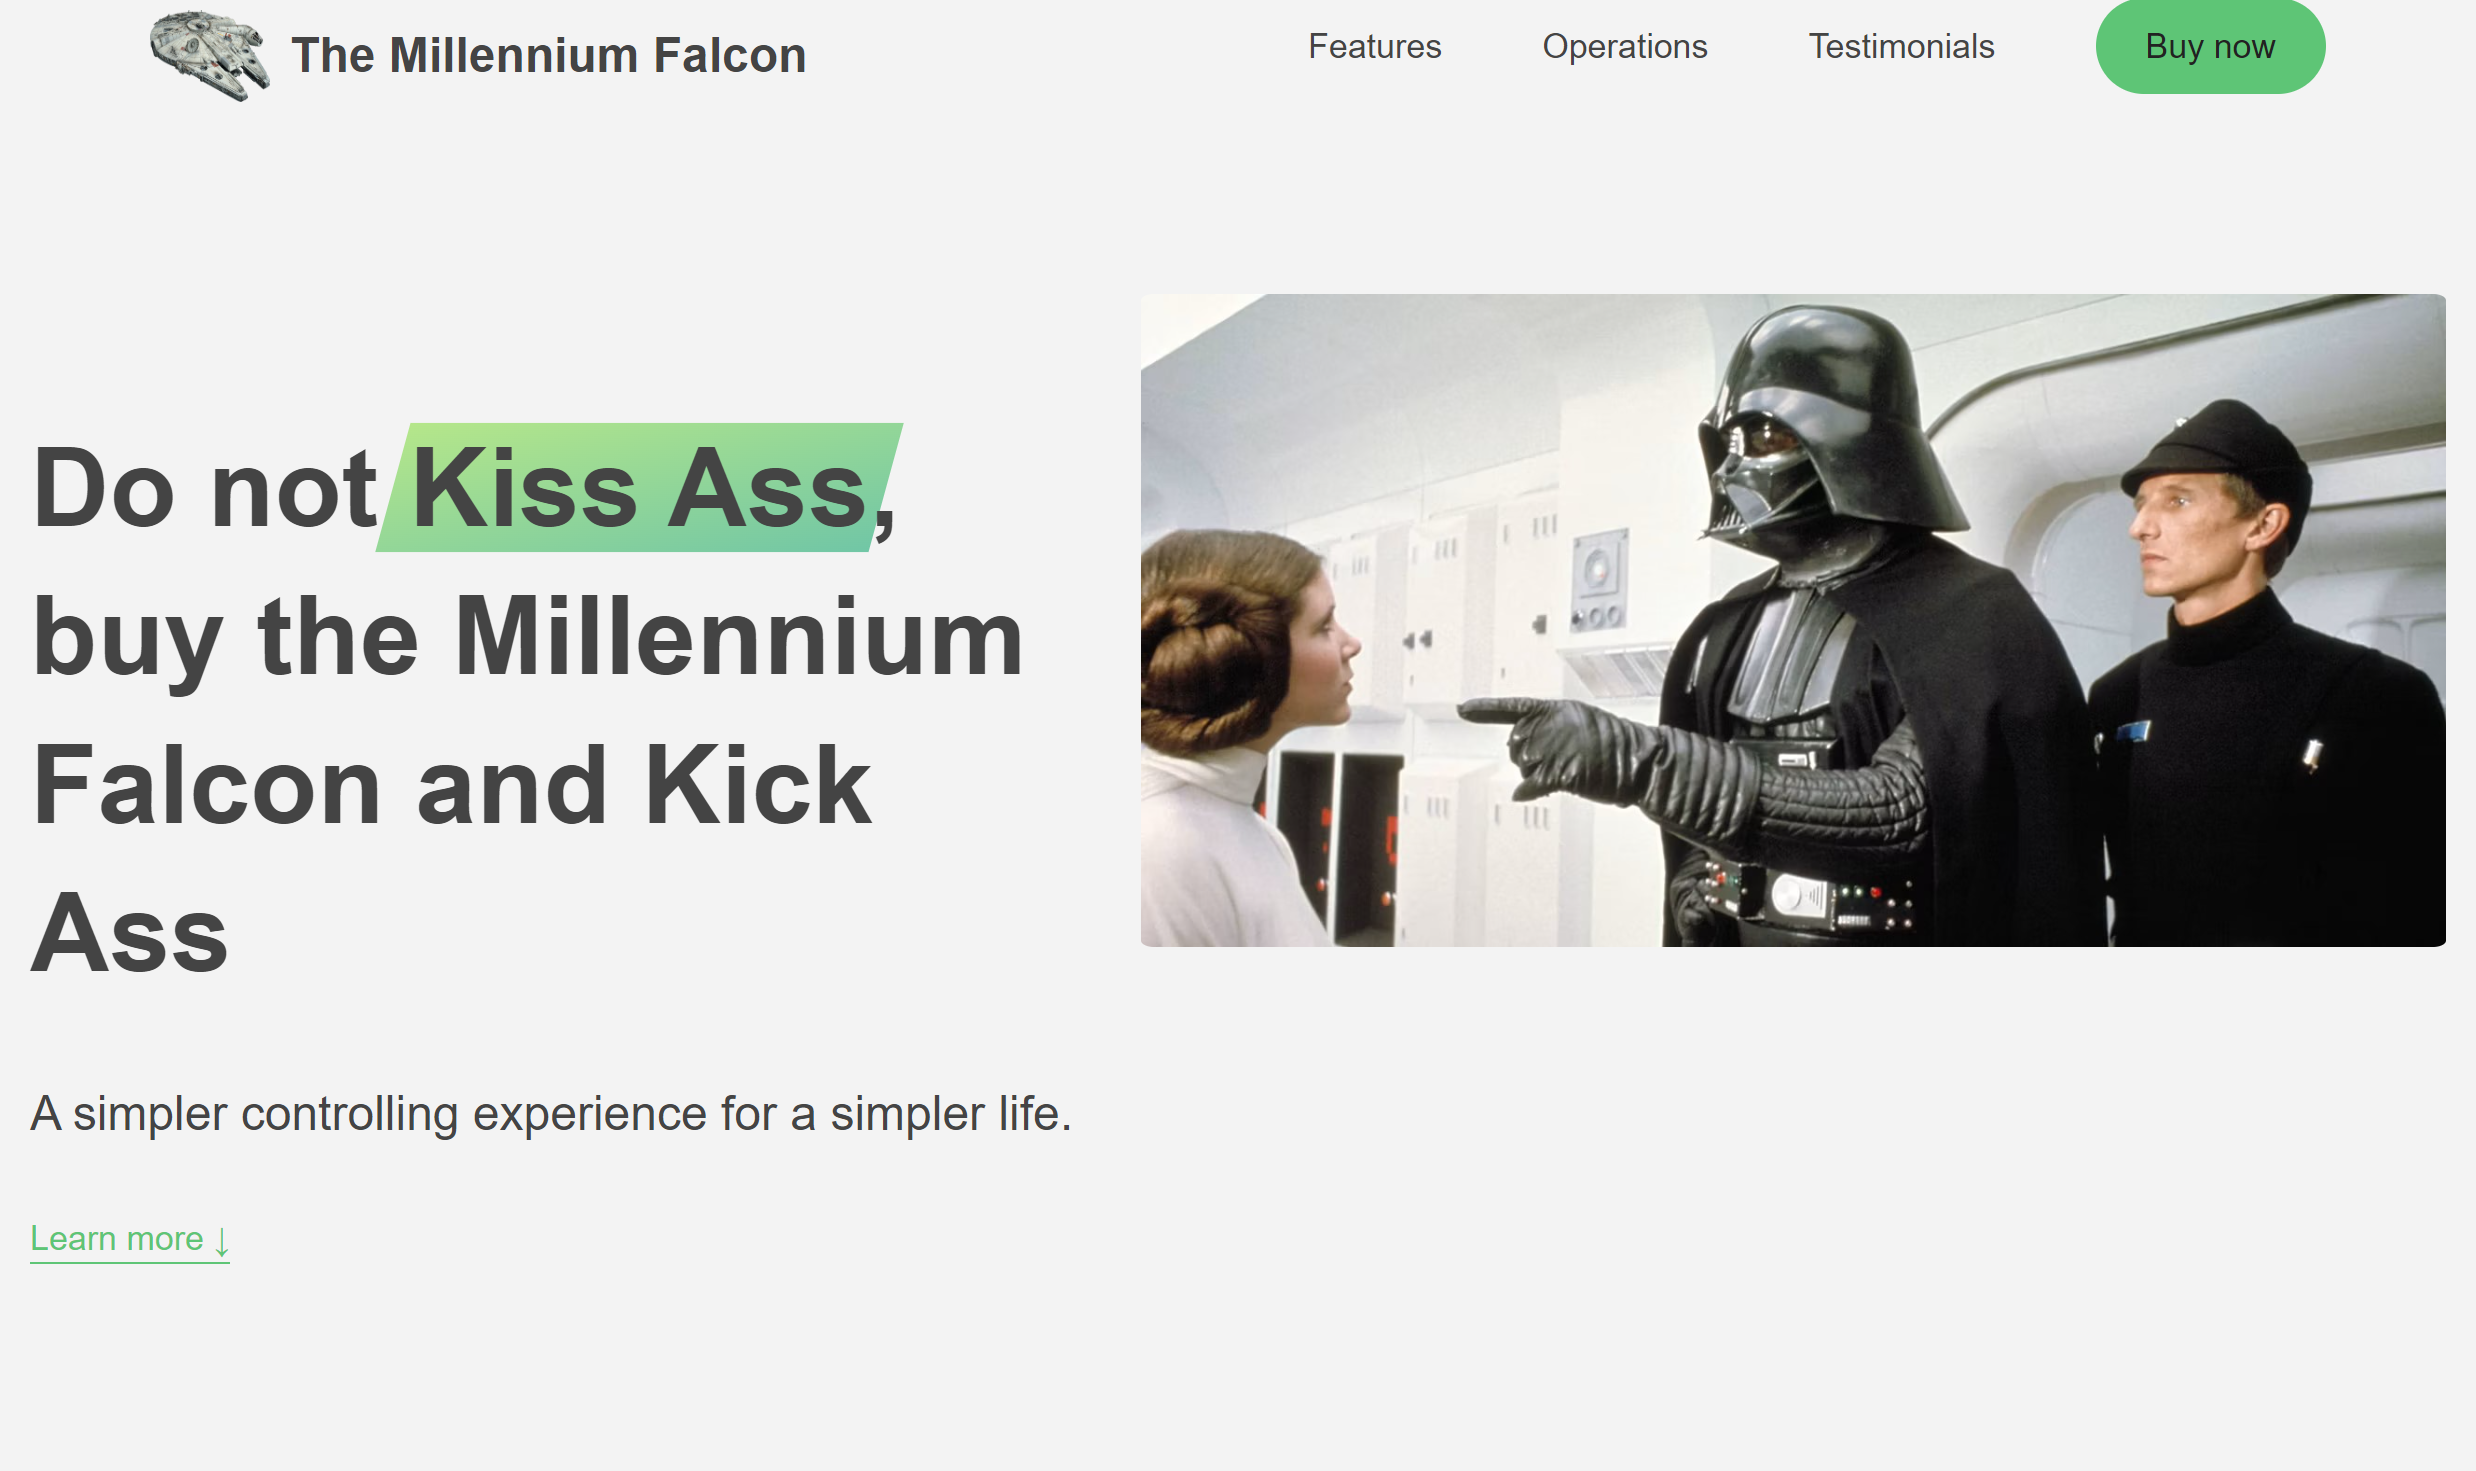 The Millennium Falcon
Features
Operations
Testimonials
Buy now
Do not Kiss Ass,
buy the Millennium
Falcon and Kick
Ass
A simpler controlling experience for a simpler life.
Learn more ↓